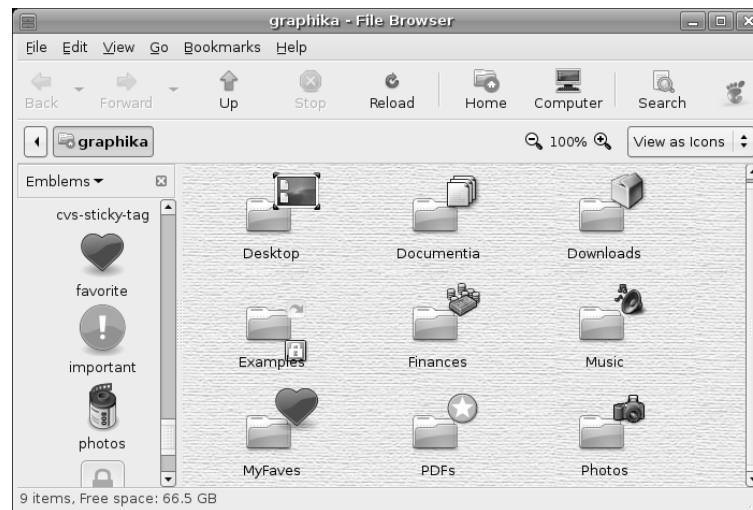 graphika - File Browser
File Edit View Go Bookmarks Help
Back Forward Up Stop Reload Home Computer Search
graphika 100% View as Icons
Emblems
cvs-sticky-tag
favorite
important
photos
Desktop Documentia Downloads
Examples Finances Music
MyFaves PDFs Photos
9 items, Free space: 66.5 GB